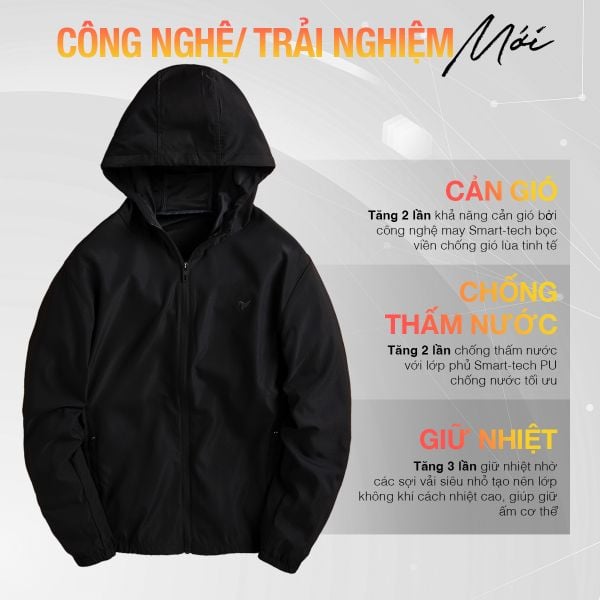 CÔNG NGHỆ/ TRẢI NGHIỆM Mới
CẢN GIÓ
Tăng 2 lần khả năng cản gió bởi
công nghệ may Smart-tech bọc
viền chống gió lùa tinh tế
CHỐNG
THẤM NƯỚC
Tăng 2 lần chống thấm nước
với lớp phủ Smart-tech PU
chống nước tối ưu
GIỮ NHIỆT
Tăng 3 lần giữ nhiệt nhờ
các sợi vải siêu nhỏ tạo nên lớp
không khí cách nhiệt cao, giúp giữ
ấm cơ thể